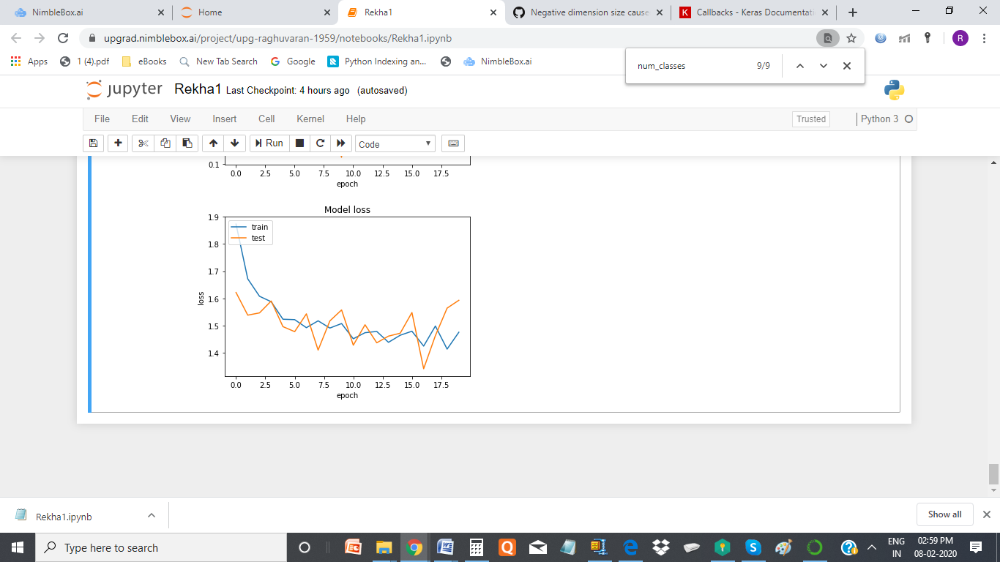 NimbleBox.ai
Home
Rekha1
Negative dimension size cause
Callbacks - Keras Documentati
upgrad.nimblebox.ai/project/upg-raghuvaran-1959/notebooks/Rekha1.ipynb
R
Apps
1 (4).pdf
eBooks
New Tab Search
Google
Python Indexing an...
NimbleBox.ai
num_classes 9/9
jupyter Rekha1 Last Checkpoint: 4 hours ago (autosaved)
File Edit View Insert Cell Kernel Help
Trusted
Python 3
Run
Code
0.1
0.0 2.5 5.0 7.5 10.0 12.5 15.0 17.5
epoch
Model loss
train
test
1.9
1.8
1.7
1.6
1.5
1.4
loss
0.0 2.5 5.0 7.5 10.0 12.5 15.0 17.5
epoch
Rekha1.ipynb
Show all
Type here to search
ENG
IN
02:59 PM
08-02-2020